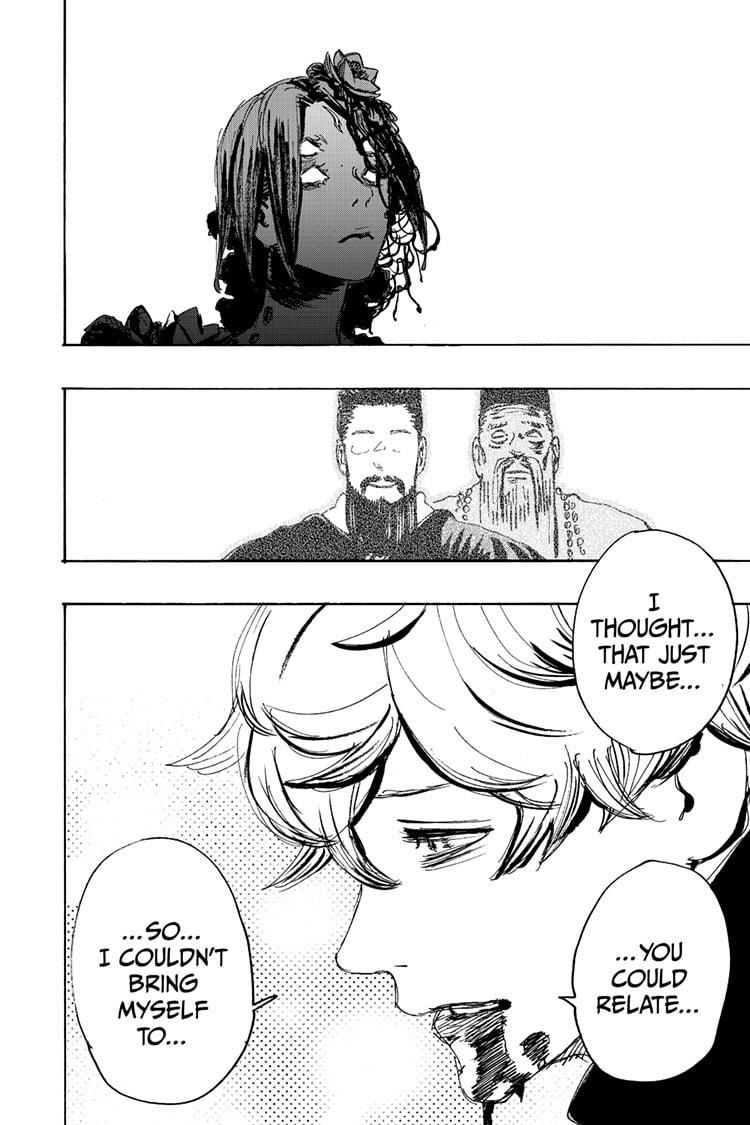 I
THOUGHT...
THAT JUST
MAYBE...
...YOU
COULD
RELATE...
...SO...
I COULDN'T
BRING
MYSELF
TO...